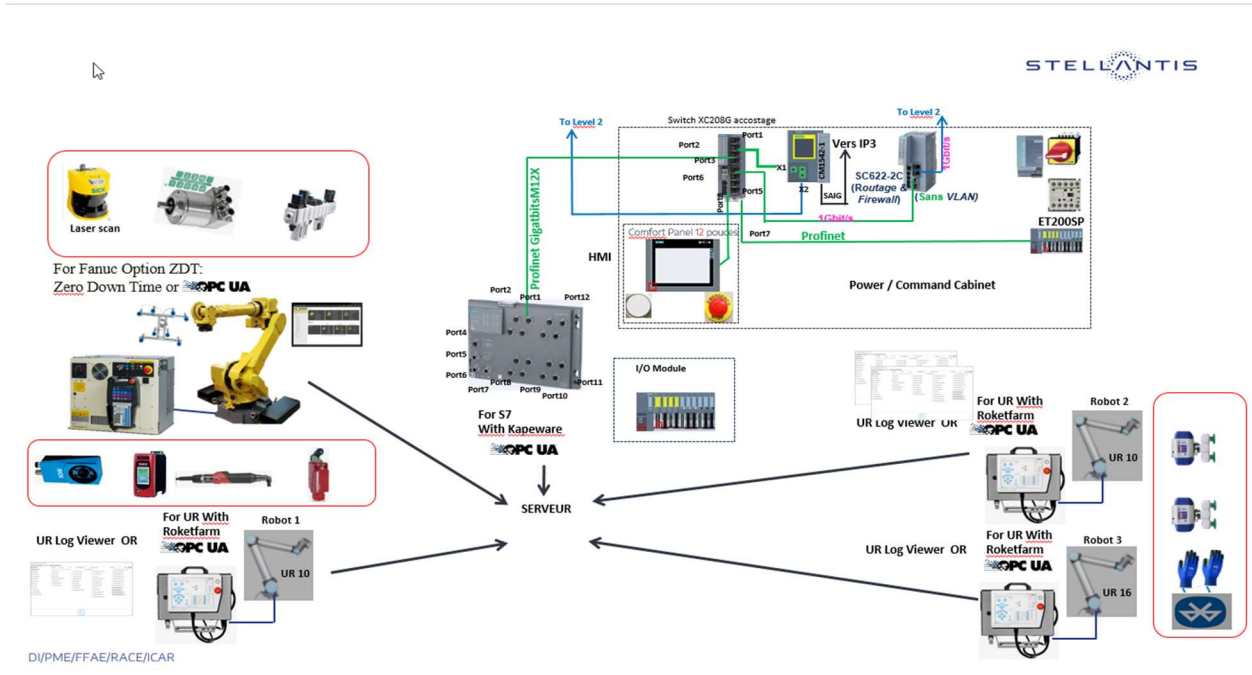 STELLANTIS
To Level 2
Switch XC208G accostage
To Level 2
Port1
Port2
Port3
Port6
Port5
Port8
Port7
X1
X2
CM1542-1
Vers IP3
SAIG
1Gbit/s
SC622-2C
(Routage &
Firewall)
(Sans VLAN)
1Gbit/s
Profinet
ET200SP
Comfort Panel 12 pouces
HMI
Power / Command Cabinet
Profinet GigatbitsM12X
SICK
Laser scan
For Fanuc Option ZDT:
Zero Down Time or OPC UA
Port2
Port1
Port12
Port4
Port5
Port6
Port7
Port8
Port9
Port10
Port11
I/O Module
For S7
With Kapeware
OPC UA
SERVEUR
For UR With
Roketfarm
OPC UA
Robot 1
UR 10
UR Log Viewer OR
UR Log Viewer OR
For UR With
Roketfarm
OPC UA
Robot 2
UR 10
UR Log Viewer OR
For UR With
Roketfarm
OPC UA
Robot 3
UR 16
DI/PME/FFAE/RACE/ICAR